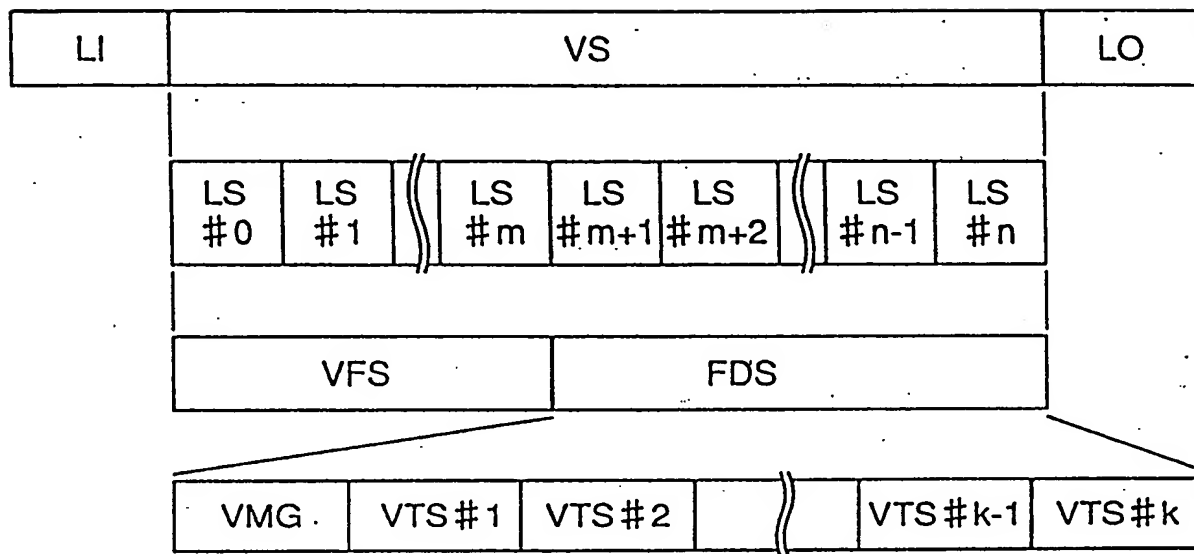 LI VS LO
LS #0 LS #1 LS #m LS #m+1 LS #m+2 LS #n-1 LS #n
VFS FDS
VMG VTS#1 VTS#2 VTS#k-1 VTS#k